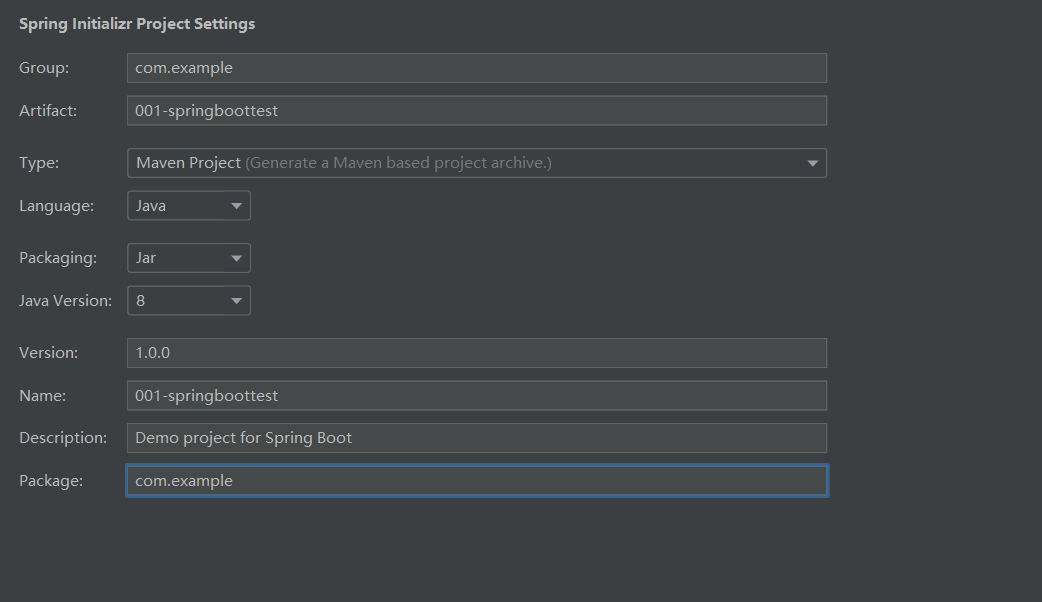 Spring Initializr Project Settings
Group: com.example
Artifact: 001-springboottest
Type: Maven Project (Generate a Maven based project archive.)
Language: Java
Packaging: Jar
Java Version: 8
Version: 1.0.0
Name: 001-springboottest
Description: Demo project for Spring Boot
Package: com.example